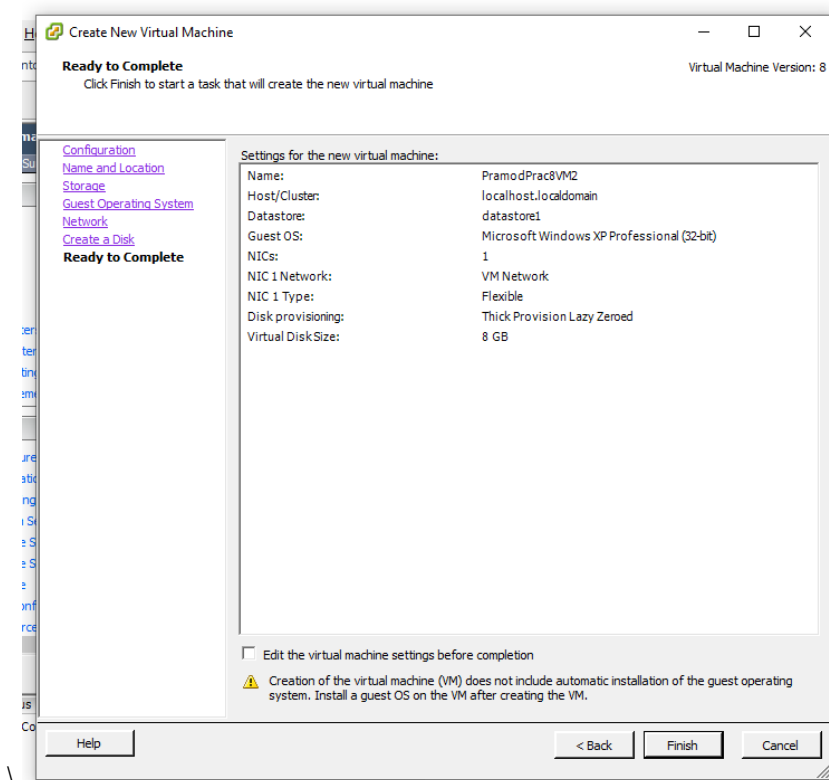 Create New Virtual Machine
Ready to Complete
Click Finish to start a task that will create the new virtual machine
Virtual Machine Version: 8
Configuration
Name and Location
Storage
Guest Operating System
Network
Create a Disk
Ready to Complete
Settings for the new virtual machine:
Name: PramodPrac8VM2
Host/Cluster: localhost.localdomain
Datastore: datastore1
Guest OS: Microsoft Windows XP Professional (32-bit)
NICs: 1
NIC 1 Network: VM Network
NIC 1 Type: Flexible
Disk provisioning: Thick Provision Lazy Zeroed
Virtual Disk Size: 8 GB
Edit the virtual machine settings before completion
Creation of the virtual machine (VM) does not include automatic installation of the guest operating
system. Install a guest OS on the VM after creating the VM.
Help
< Back
Finish
Cancel
\